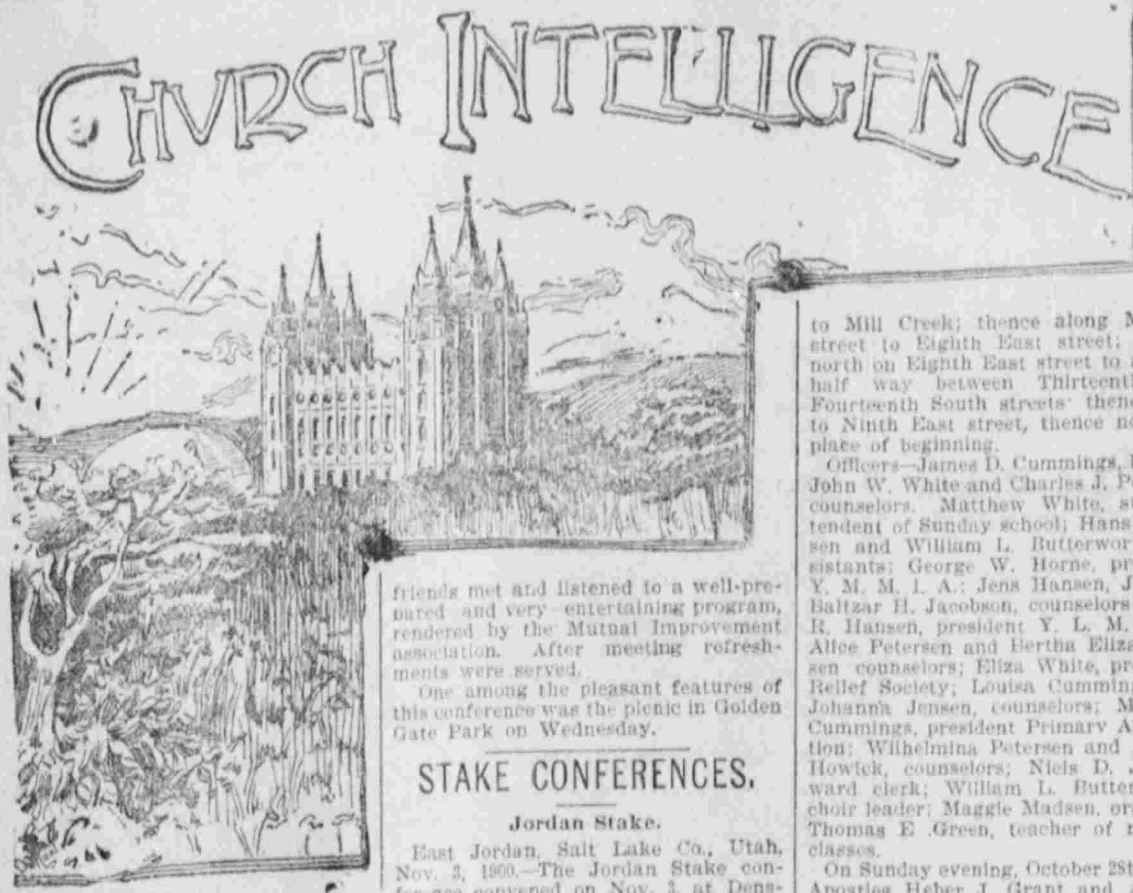 CHVRCH INTELLIGENCE
friends met and listened to a well-pre-
pared and very entertaining program,
rendered by the Mutual Improvement
association. After meeting refresh-
ments were served.
One among the pleasant features of
this conference was the picnic in Golden
Gate Park on Wednesday.
STAKE CONFERENCES.
Jordan Stake.
East Jordan, Salt Lake Co., Utah,
Nov. 3, 1900.—The Jordan Stake con-
ference convened on Nov. 3, at
to Mill Creek; thence along
street to Eighth East street;
north on Eighth East street to
half way between
Fourteenth South streets
to Ninth East street, thence
place of beginning.
Officers—James D. Cummings,
John W. White and Charles J.
counselors. Matthew White,
tendent of Sunday school; Hans
sen and William L.
sistants; George W. Horne,
Y. M. M. I. A.; Jens Hansen,
Baltzar H. Jacobson, counselors
R. Hansen, president Y. L. M.
Alice Petersen and Bertha
sen counselors; Eliza White,
Relief Society; Louisa
Johanna Jensen, counselors;
Cummings, president Primary
tion; Wilhelmina Petersen and
Howick, counselors; Niels D.
ward clerk; William L.
choir leader; Maggie Madsen,
Thomas E .Green, teacher of
classes.
On Sunday evening, October
Apostles Heber J. Grant and